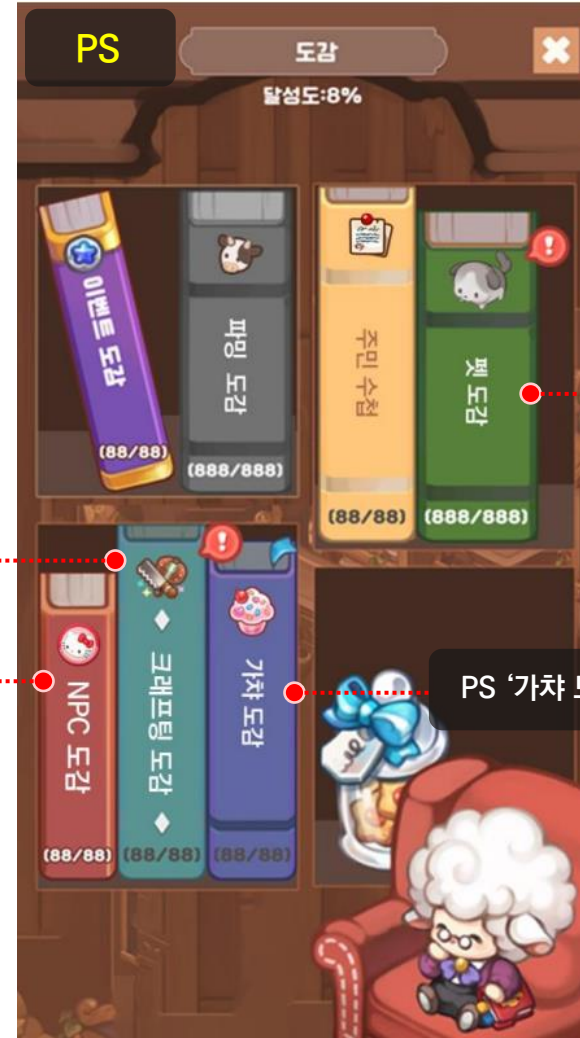 PS
도감
달성도:8%
이벤트 도감
(88/88)
파밍 도감
(888/888)
주민 수첩
(88/88)
펫 도감
(888/888)
NPC 도감
(88/88)
크래프팅 도감
(88/88)
가챠 도감
(88/88)
PS ‘가챠